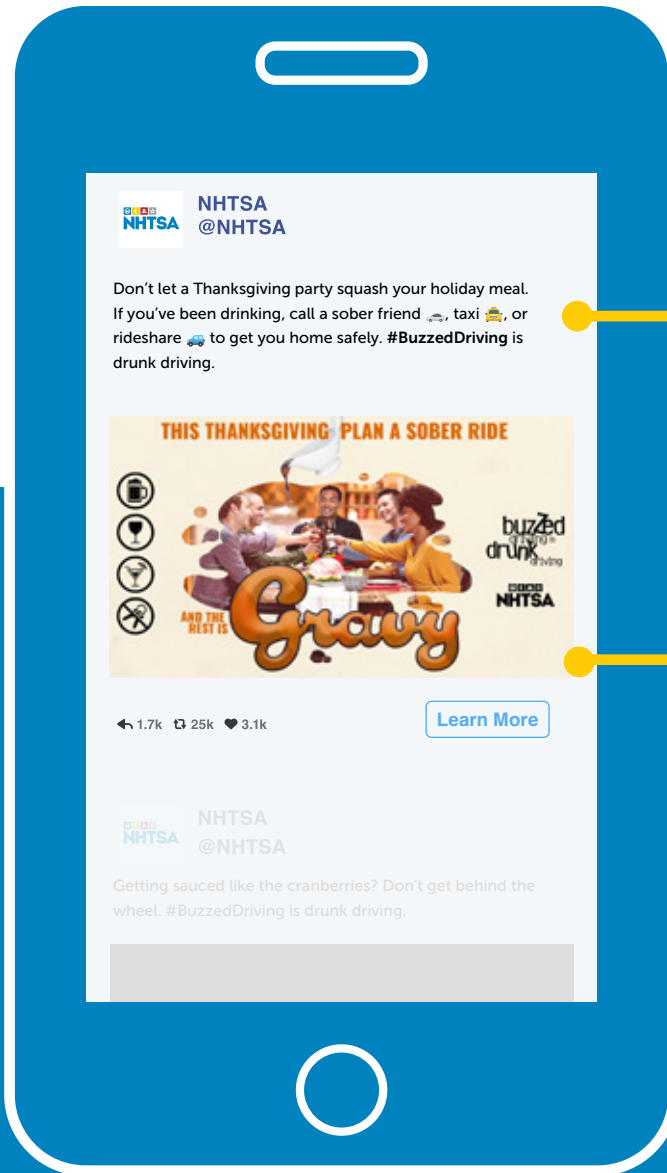 NHTSA
NHTSA
@NHTSA
Don't let a Thanksgiving party squash your holiday meal.
If you've been drinking, call a sober friend 🚗, taxi 🚖, or
rideshare 🚙 to get you home safely. #BuzzedDriving is
drunk driving.
THIS THANKSGIVING PLAN A SOBER RIDE
buzzed
driving is
drunk
driving
NHTSA
AND THE
REST IS
Gravy
1.7k 25k 3.1k
Learn More
NHTSA
NHTSA
@NHTSA
Getting sauced like the cranberries? Don't get behind the
wheel. #BuzzedDriving is drunk driving.